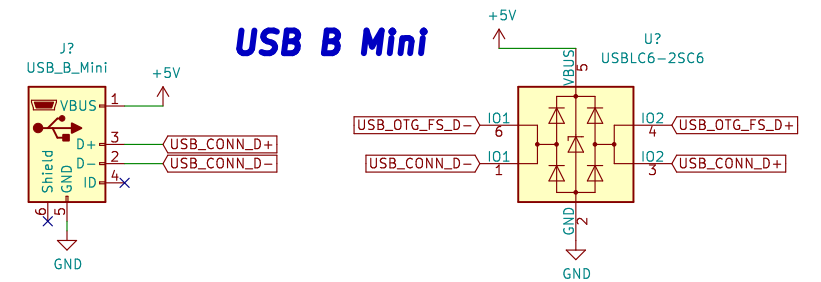 USB B Mini
J?
USB_B_Mini
+5V
VBUS 1
D+ 3 USB_CONN_D+
D- 2 USB_CONN_D-
ID 4
Shield 6
GND 5
GND
+5V
U?
USBLC6-2SC6
VBUS 5
USB_OTG_FS_D- IO1 6
IO2 4 USB_OTG_FS_D+
USB_CONN_D- IO1 1
IO2 3 USB_CONN_D+
GND 2
GND